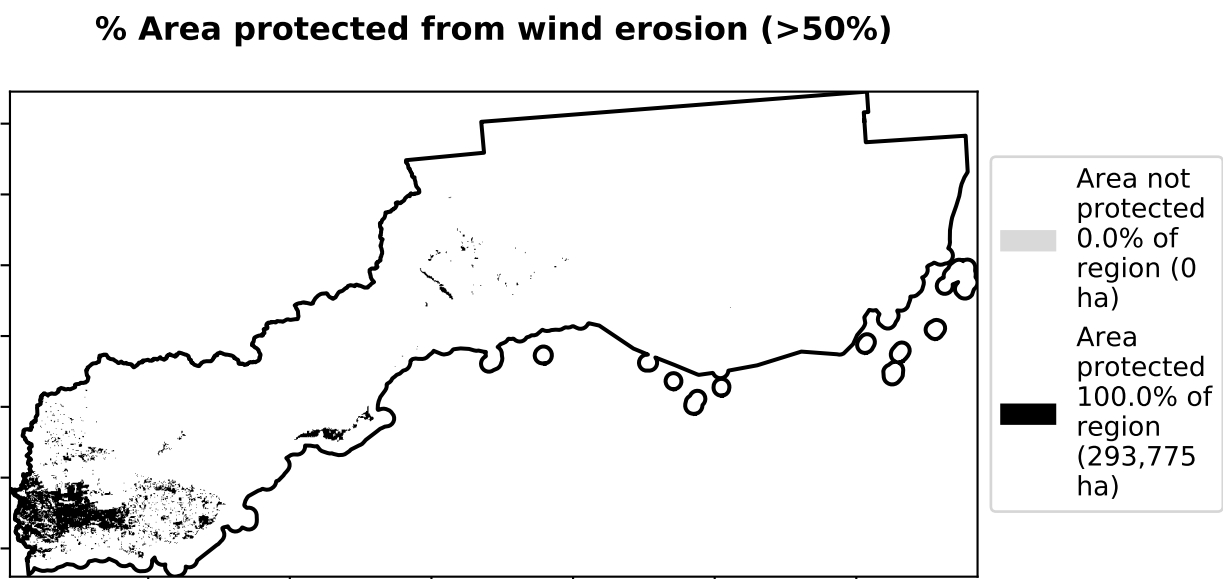 % Area protected from wind erosion (>50%)
Area not
protected
0.0% of
region (0
ha)
Area
protected
100.0% of
region
(293,775
ha)